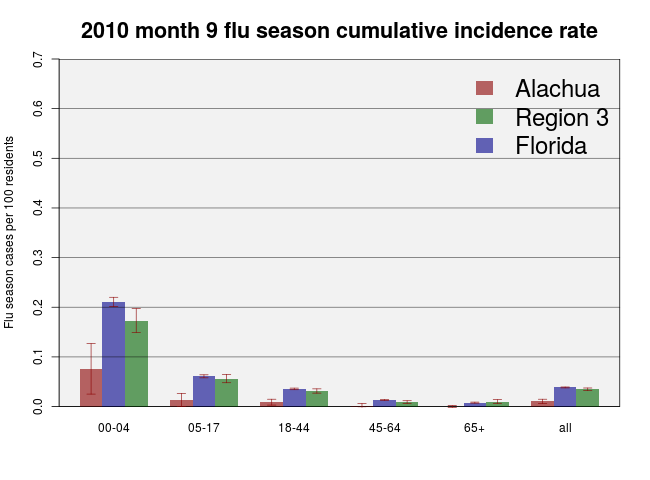 2010 month 9 flu season cumulative incidence rate
Flu season cases per 100 residents
0.7
0.6
0.5
0.4
0.3
0.2
0.1
0.0
Alachua
Region 3
Florida
00-04 05-17 18-44 45-64 65+ all